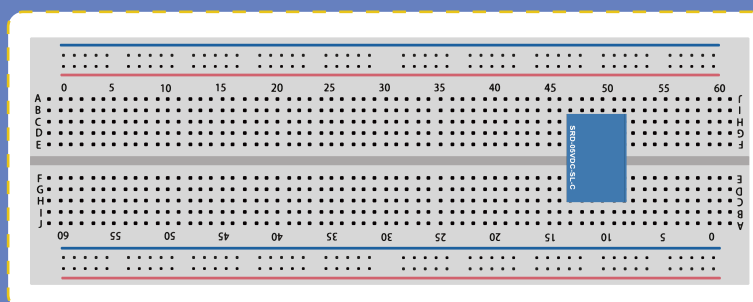 0 5 10 15 20 25 30 35 40 45 50 55 60
A J
B I
C H
D G
E F
SRD-05VDC-SL-C
F E
G D
H C
I B
J A
60 55 50 45 40 35 30 25 20 15 10 5 0